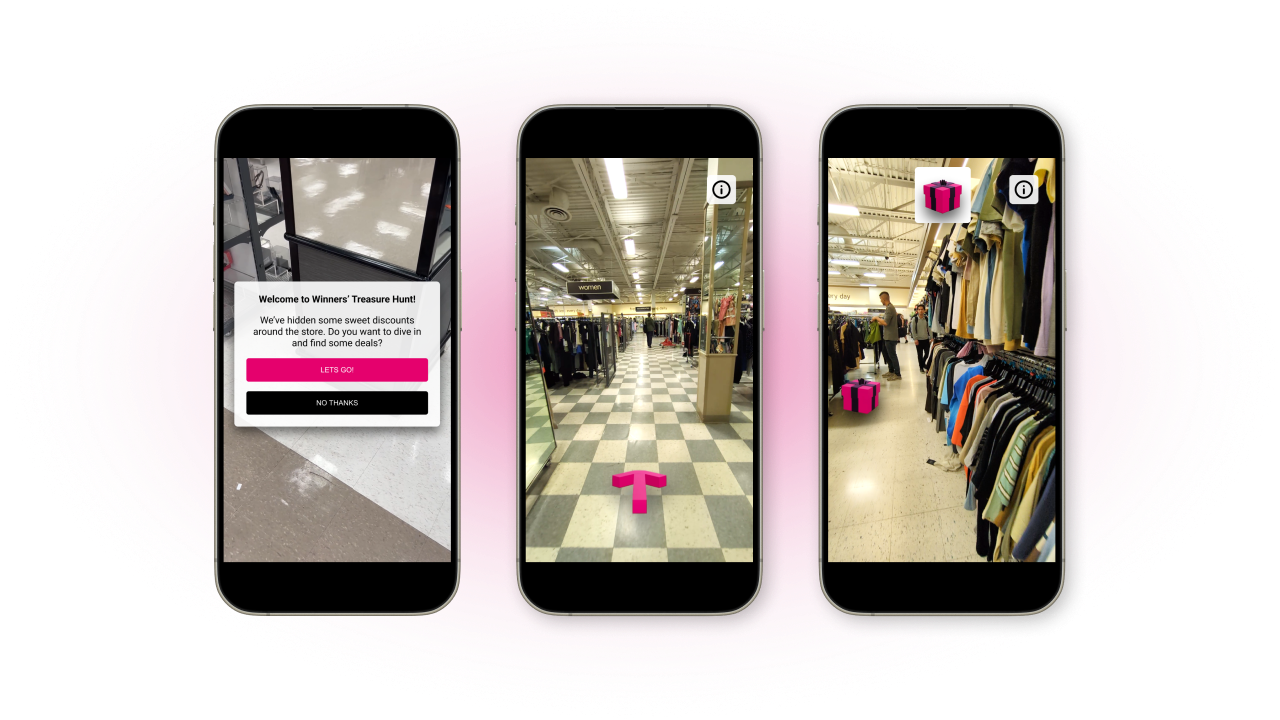 Welcome to Winners' Treasure Hunt!
We've hidden some sweet discounts
around the store. Do you want to dive in
and find some deals?
LETS GO!
NO THANKS
women
ery day